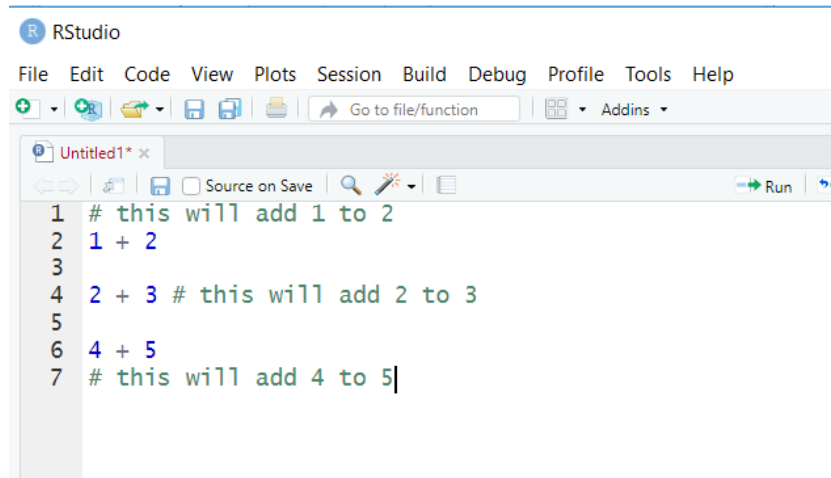 R RStudio
File Edit Code View Plots Session Build Debug Profile Tools Help
Go to file/function Addins
Untitled1*
Source on Save Run
1 # this will add 1 to 2
2 1 + 2
3
4 2 + 3 # this will add 2 to 3
5
6 4 + 5
7 # this will add 4 to 5